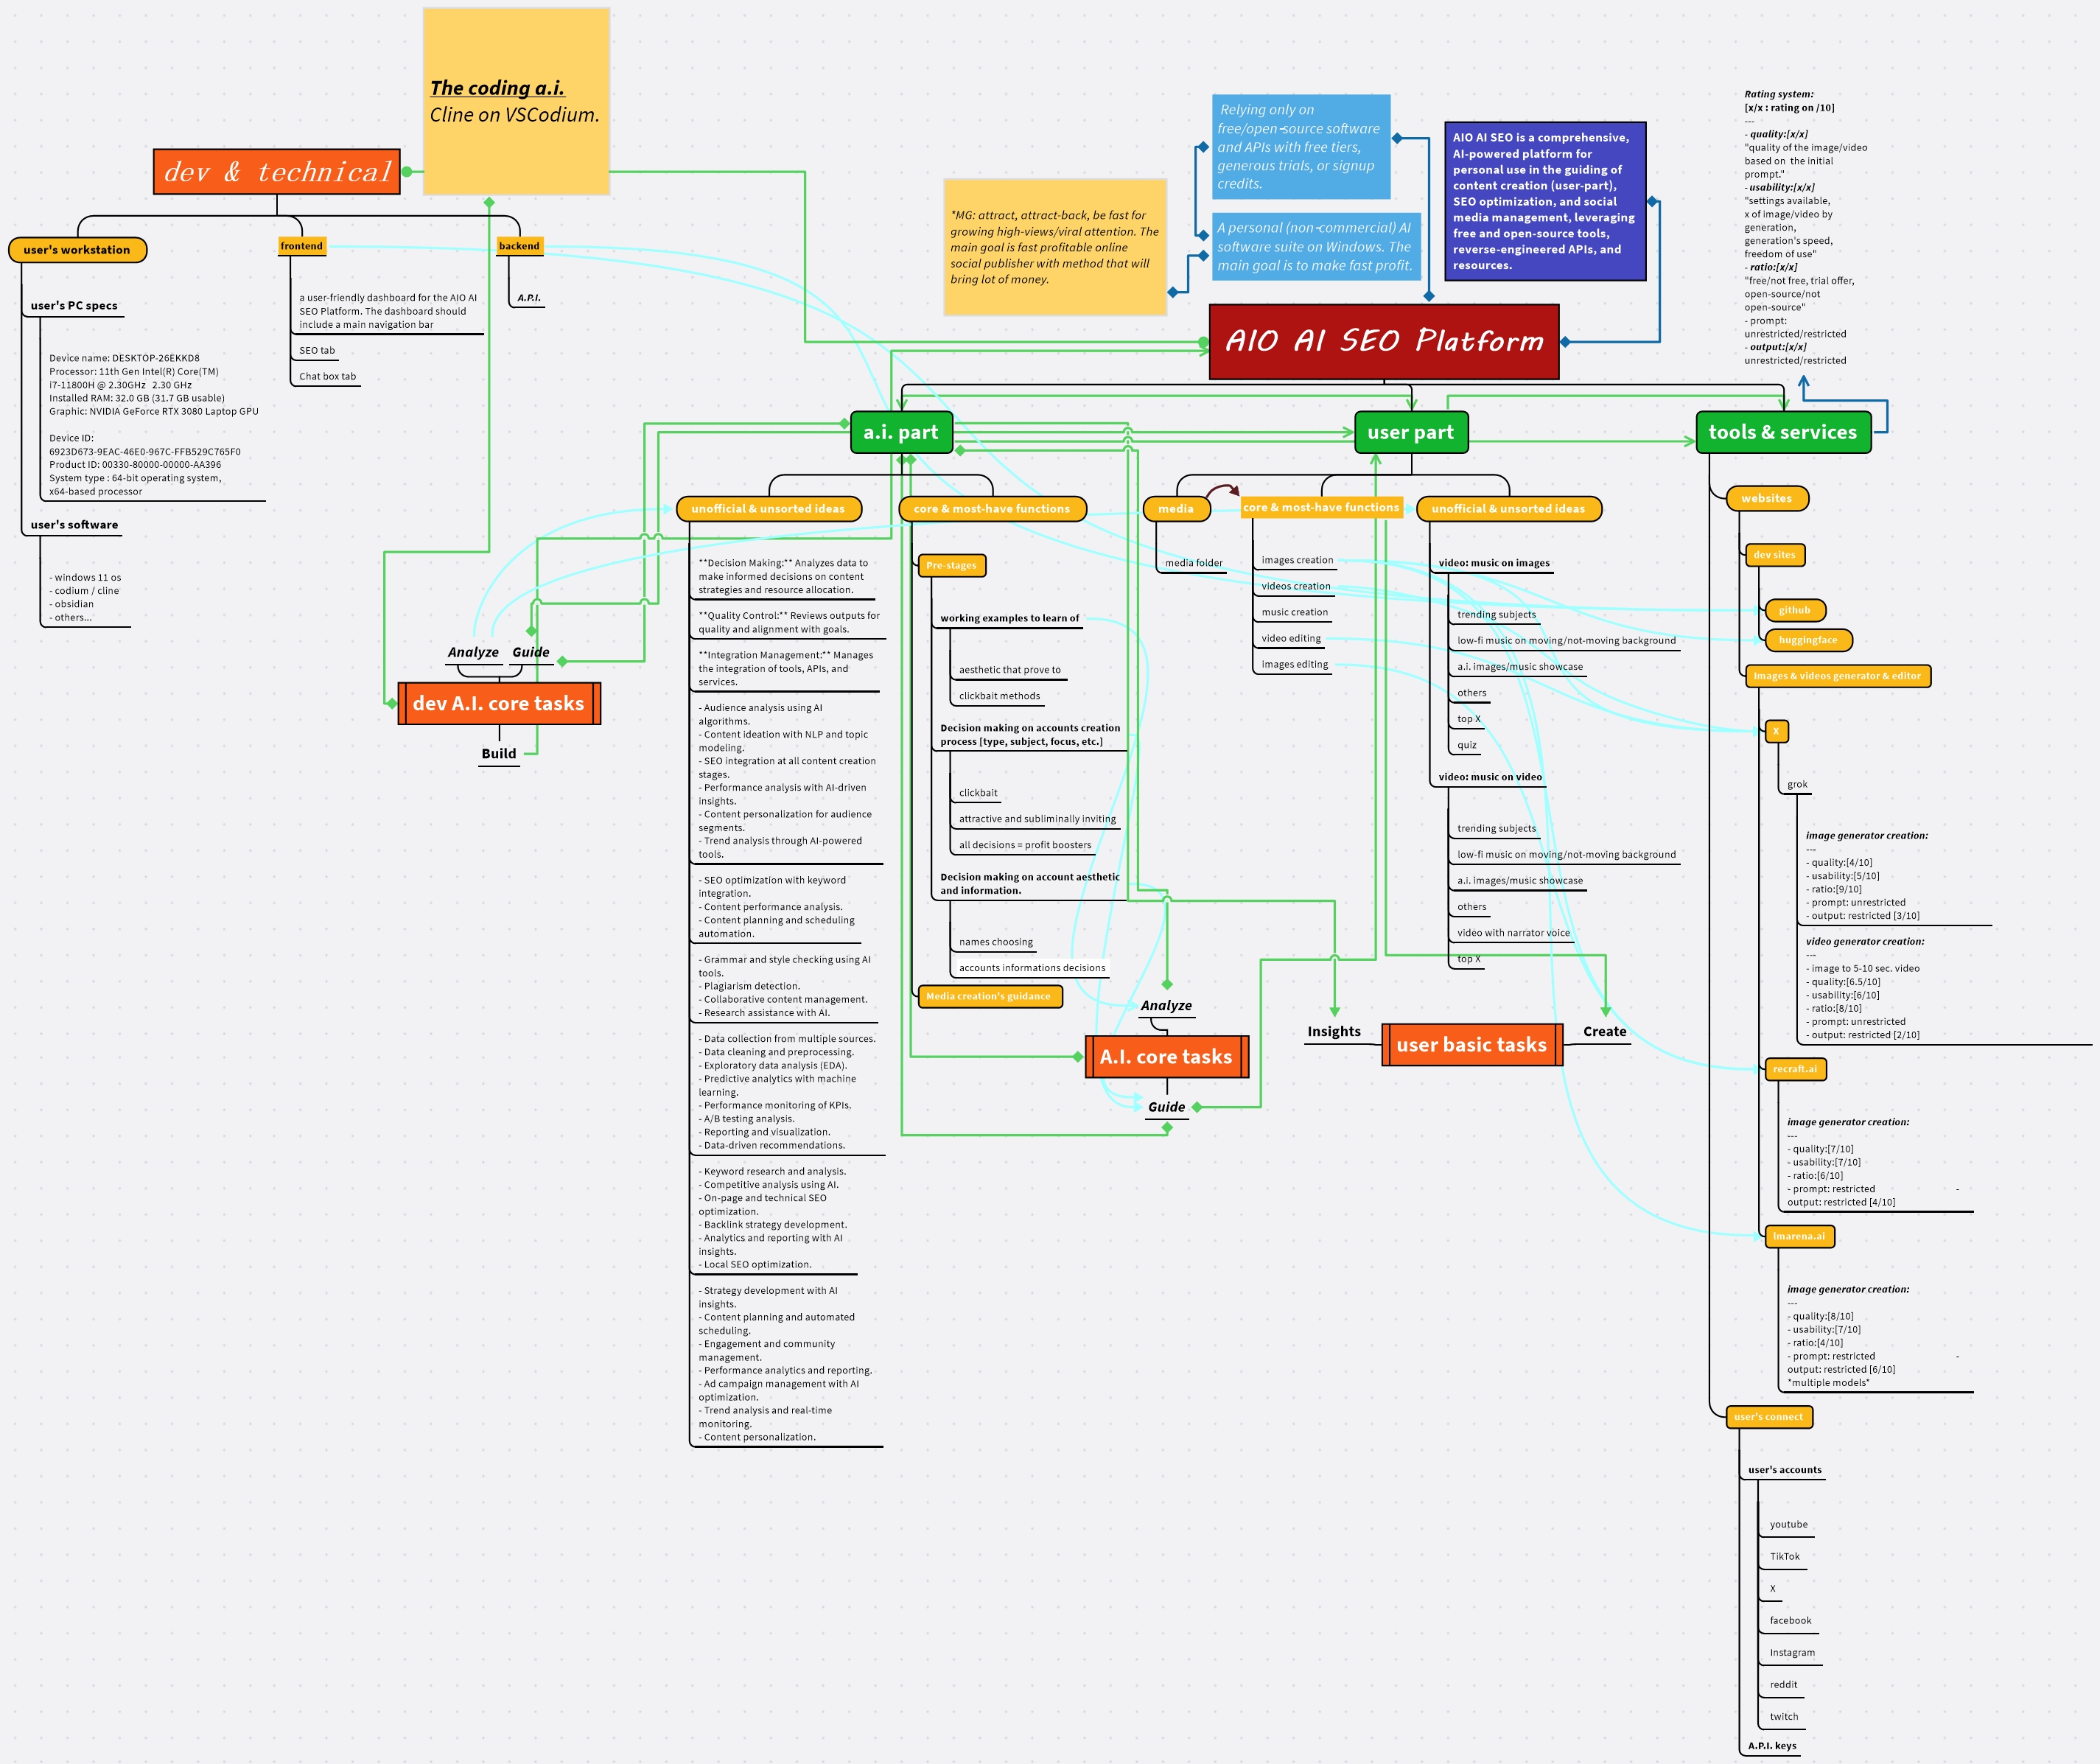 The coding a.i.
Cline on VSCodium.
dev & technical
user's workstation
user's PC specs
Device name: DESKTOP-26EKKD8
Processor: 11th Gen Intel(R) Core(TM)
i7-11800H @ 2.30GHz 2.30 GHz
Installed RAM: 32.0 GB (31.7 GB usable)
Graphic: NVIDIA GeForce RTX 3080 Laptop GPU
Device ID:
6923D673-9EAC-46E0-967C-FFB529C765F0
Product ID: 00330-80000-00000-AA396
System type : 64-bit operating system,
x64-based processor
user's software
- windows 11 os
- codium / cline
- obsidian
- others...
frontend
a user-friendly dashboard for the AIO AI
SEO Platform. The dashboard should
include a main navigation bar
SEO tab
Chat box tab
backend
A.P.I.
Analyze
Guide
dev A.I. core tasks
Build
*MG: attract, attract-back, be fast for
growing high-views/viral attention. The
main goal is fast profitable online
social publisher with method that will
bring lot of money.
Relying only on
free/open-source software
and APIs with free tiers,
generous trials, or signup
credits.
A personal (non-commercial) AI
software suite on Windows. The
main goal is to make fast profit.
AIO AI SEO is a comprehensive,
AI-powered platform for
personal use in the guiding of
content creation (user-part),
SEO optimization, and social
media management, leveraging
free and open-source tools,
reverse-engineered APIs, and
resources.
AIO AI SEO Platform
Rating system:
[x/x : rating on /10]
---
- quality:[x/x]
"quality of the image/video
based on the initial
prompt."
- usability:[x/x]
"settings available,
x of image/video by
generation,
generation's speed,
freedom of use"
- ratio:[x/x]
"free/not free, trial offer,
open-source/not
open-source"
- prompt:
unrestricted/restricted
- output:[x/x]
unrestricted/restricted
a.i. part
unofficial & unsorted ideas
**Decision Making:** Analyzes data to
make informed decisions on content
strategies and resource allocation.
**Quality Control:** Reviews outputs for
quality and alignment with goals.
**Integration Management:** Manages
the integration of tools, APIs, and
services.
- Audience analysis using AI
algorithms.
- Content ideation with NLP and topic
modeling.
- SEO integration at all content creation
stages.
- Performance analysis with AI-driven
insights.
- Content personalization for audience
segments.
- Trend analysis through AI-powered
tools.
- SEO optimization with keyword
integration.
- Content performance analysis.
- Content planning and scheduling
automation.
- Grammar and style checking using AI
tools.
- Plagiarism detection.
- Collaborative content management.
- Research assistance with AI.
- Data collection from multiple sources.
- Data cleaning and preprocessing.
- Exploratory data analysis (EDA).
- Predictive analytics with machine
learning.
- Performance monitoring of KPIs.
- A/B testing analysis.
- Reporting and visualization.
- Data-driven recommendations.
- Keyword research and analysis.
- Competitive analysis using AI.
- On-page and technical SEO
optimization.
- Backlink strategy development.
- Analytics and reporting with AI
insights.
- Local SEO optimization.
- Strategy development with AI
insights.
- Content planning and automated
scheduling.
- Engagement and community
management.
- Performance analytics and reporting.
- Ad campaign management with AI
optimization.
- Trend analysis and real-time
monitoring.
- Content personalization.
core & most-have functions
Pre-stages
working examples to learn of
aesthetic that prove to
clickbait methods
Decision making on accounts creation
process [type, subject, focus, etc.]
clickbait
attractive and subliminally inviting
all decisions = profit boosters
Decision making on account aesthetic
and information.
names choosing
accounts informations decisions
Media creation's guidance
Analyze
A.I. core tasks
Guide
user part
media
media folder
core & most-have functions
images creation
videos creation
music creation
video editing
images editing
unofficial & unsorted ideas
video: music on images
trending subjects
low-fi music on moving/not-moving background
a.i. images/music showcase
others
top X
quiz
video: music on video
trending subjects
low-fi music on moving/not-moving background
a.i. images/music showcase
others
video with narrator voice
top X
Insights
user basic tasks
Create
tools & services
websites
dev sites
github
huggingface
Images & videos generator & editor
X
grok
image generator creation:
---
- quality:[4/10]
- usability:[5/10]
- ratio:[9/10]
- prompt: unrestricted
- output: restricted [3/10]
video generator creation:
---
- image to 5-10 sec. video
- quality:[6.5/10]
- usability:[6/10]
- ratio:[8/10]
- prompt: unrestricted
- output: restricted [2/10]
recraft.ai
image generator creation:
---
- quality:[7/10]
- usability:[7/10]
- ratio:[6/10]
- prompt: restricted -
output: restricted [4/10]
lmarena.ai
image generator creation:
---
- quality:[8/10]
- usability:[7/10]
- ratio:[4/10]
- prompt: restricted -
output: restricted [6/10]
*multiple models*
user's connect
user's accounts
youtube
TikTok
X
facebook
Instagram
reddit
twitch
A.P.I. keys